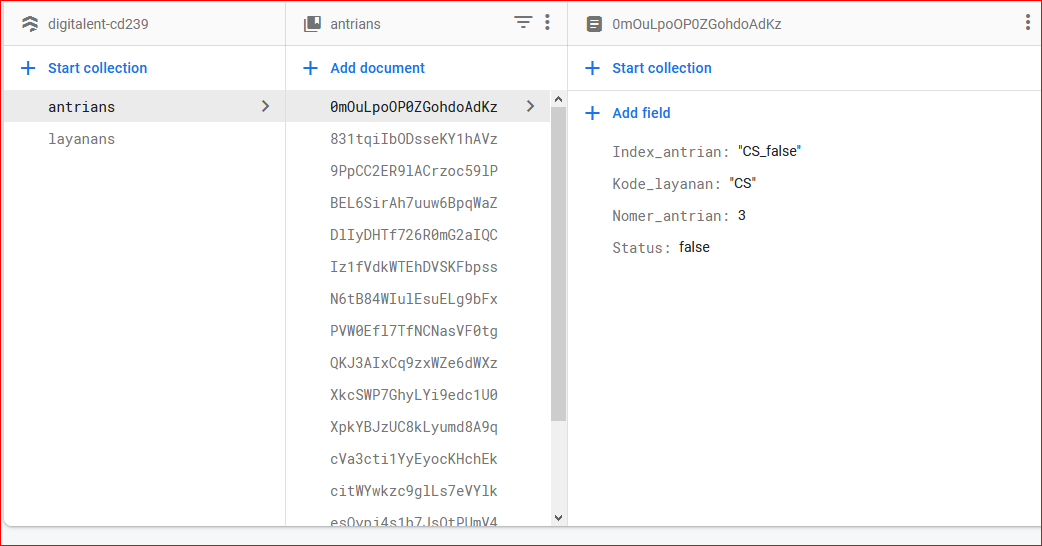 digitalent-cd239
Start collection
antrians
layanans
antrians
Add document
0mOuLpoOP0ZGohdoAdKz
831tqiIbODsseKY1hAVz
9PpCC2ER9lACrzoc59lP
BEL6SirAh7uuw6BpqWaZ
DlIyDHTf726R0mG2aIQC
Iz1fVdkWTEhDVSKFbpss
N6tB84WIulEsuELg9bFx
PVW0Efl7TfNCNasVF0tg
QKJ3AIxCq9zxWZe6dWXz
XkcSWP7GhyLYi9edc1U0
XpkYBJzUC8kLyumd8A9q
cVa3cti1YyEyocKHchEk
citWYwkzc9glLs7eVYlk
esOvpi4s1h7JsOtPUmV4
0mOuLpoOP0ZGohdoAdKz
Start collection
Add field
Index_antrian: "CS_false"
Kode_layanan: "CS"
Nomer_antrian: 3
Status: false